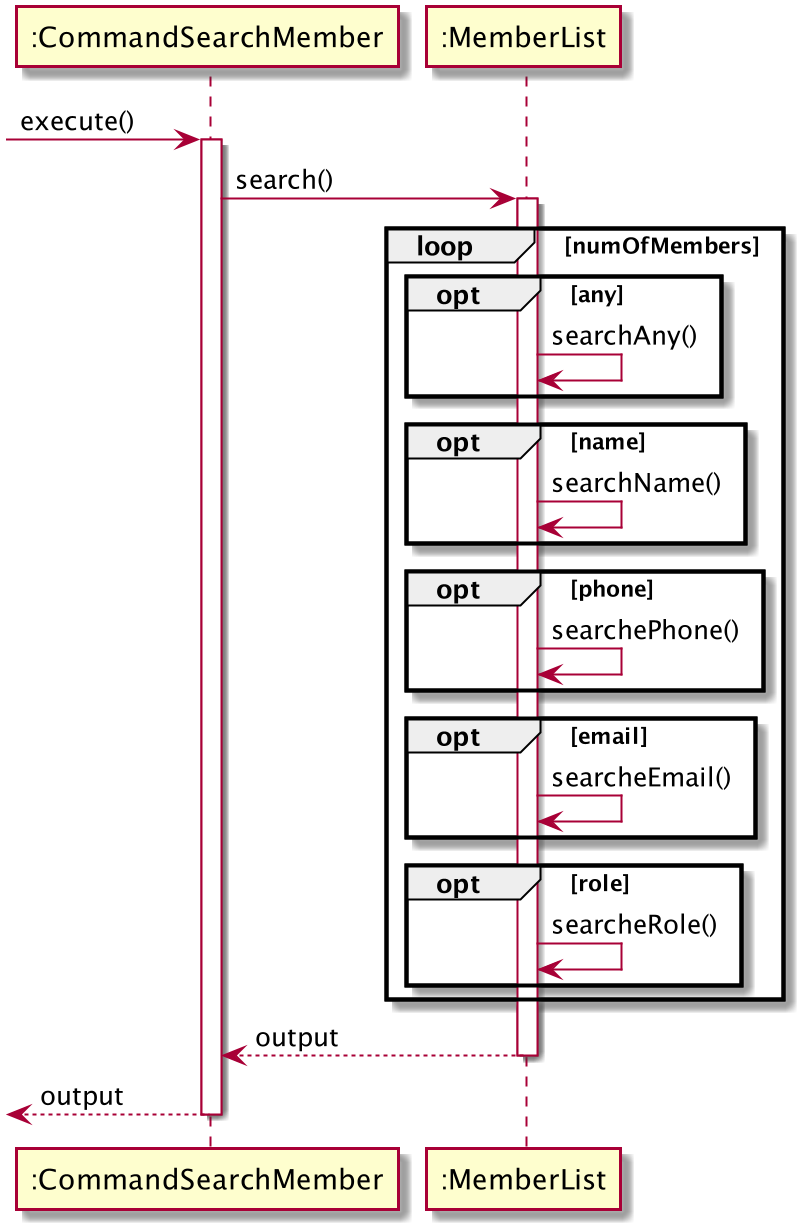 :CommandSearchMember
:MemberList
execute()
search()
loop [numOfMembers]
opt [any]
searchAny()
opt [name]
searchName()
opt [phone]
searchePhone()
opt [email]
searcheEmail()
opt [role]
searcheRole()
output
output
:CommandSearchMember
:MemberList